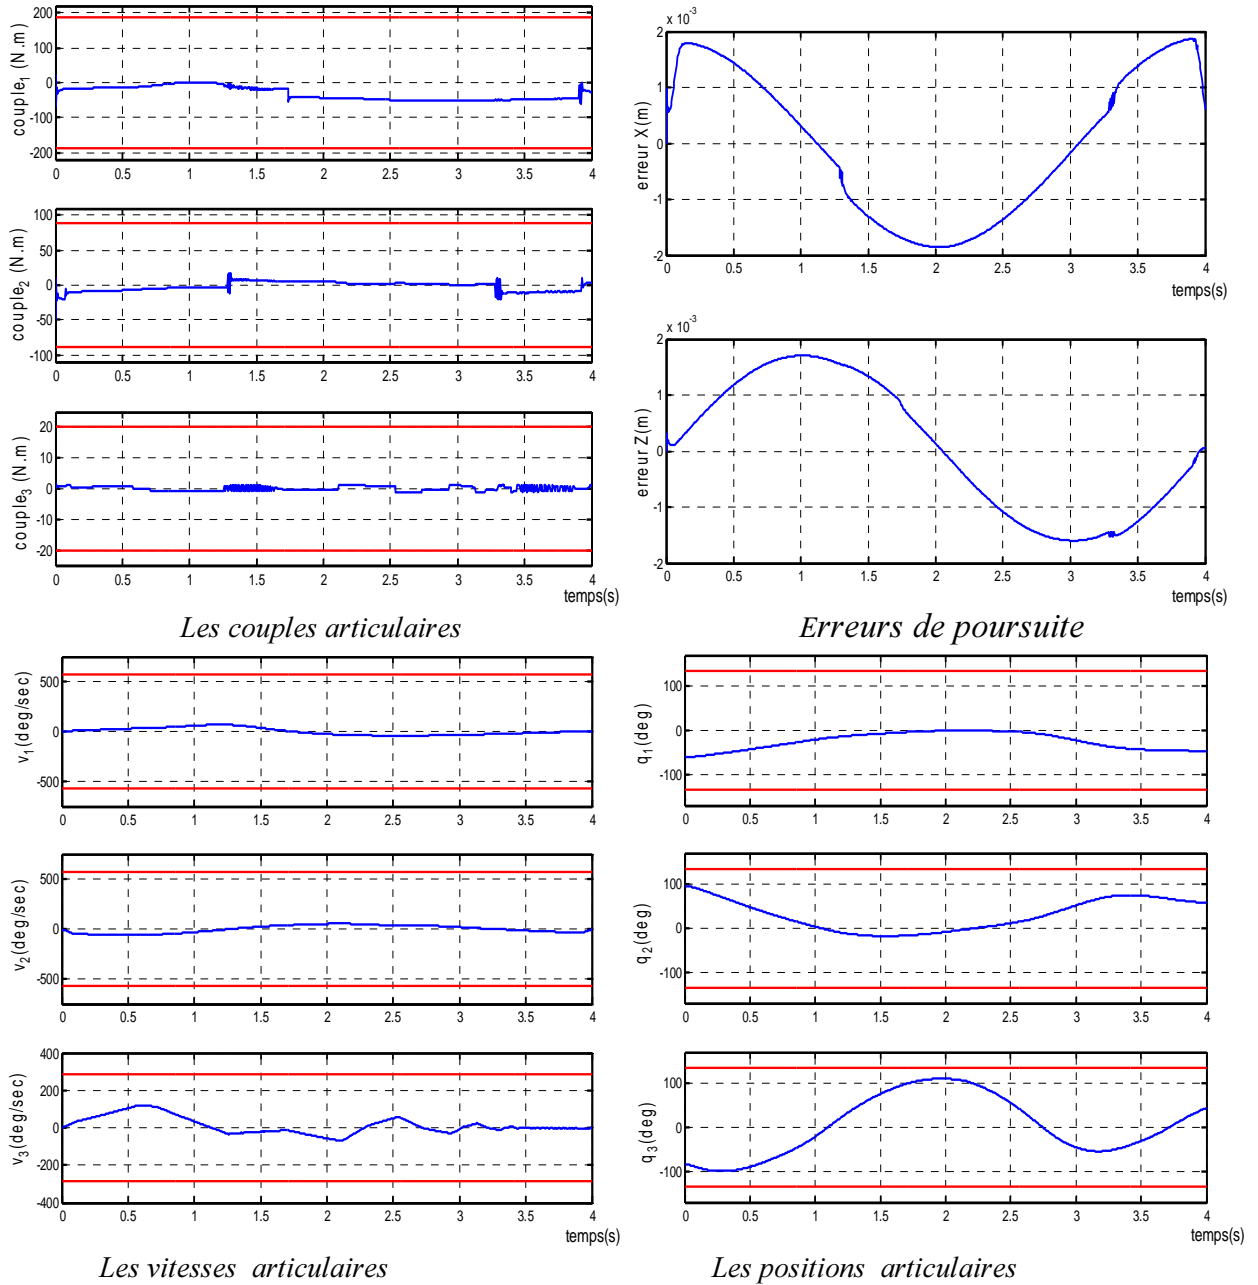 couple1 (N.m)
200
100
0
-100
-200
0 0.5 1 1.5 2 2.5 3 3.5 4
couple2 (N.m)
100
50
0
-50
-100
0 0.5 1 1.5 2 2.5 3 3.5 4
couple3 (N.m)
20
10
0
-10
-20
0 0.5 1 1.5 2 2.5 3 3.5 4
temps(s)
Les couples articulaires
x 10-3
erreur X(m)
2
1
0
-1
-2
0 0.5 1 1.5 2 2.5 3 3.5 4
temps(s)
x 10-3
erreur Z(m)
2
1
0
-1
-2
0 0.5 1 1.5 2 2.5 3 3.5 4
temps(s)
Erreurs de poursuite
v1(deg/sec)
500
0
-500
0 0.5 1 1.5 2 2.5 3 3.5 4
v2(deg/sec)
500
0
-500
0 0.5 1 1.5 2 2.5 3 3.5 4
v3(deg/sec)
400
200
0
-200
-400
0 0.5 1 1.5 2 2.5 3 3.5 4
temps(s)
Les vitesses articulaires
q1(deg)
100
0
-100
0 0.5 1 1.5 2 2.5 3 3.5 4
q2(deg)
100
0
-100
0 0.5 1 1.5 2 2.5 3 3.5 4
q3(deg)
100
0
-100
0 0.5 1 1.5 2 2.5 3 3.5 4
temps(s)
Les positions articulaires